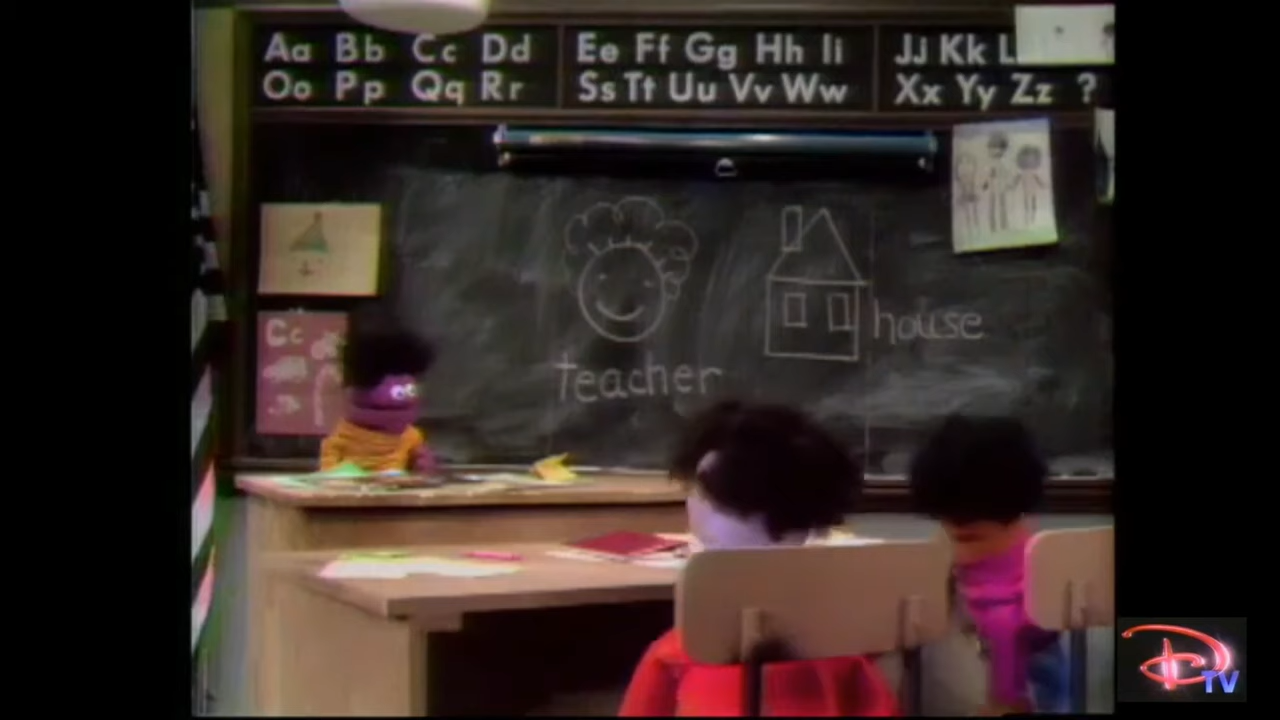 Aa Bb Cc Dd Ee Ff Gg Hh Ii Jj Kk L
Oo Pp Qq Rr Ss Tt Uu Vv Ww Xx Yy Zz ?
Cc
teacher
house
D
TV